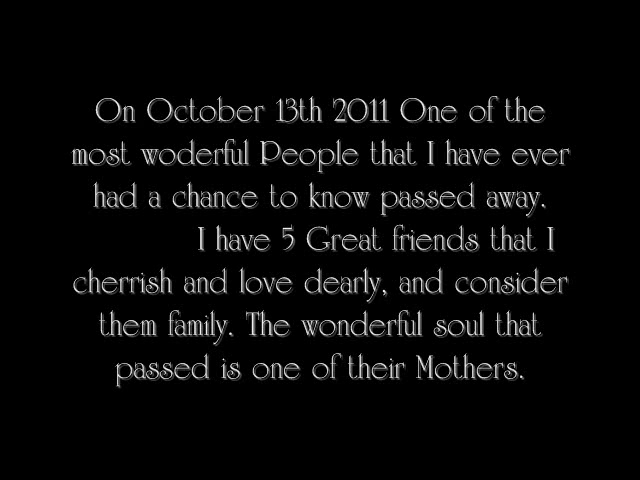 On October 13th 2011 One of the
most woderful People that I have ever
had a chance to know passed away.
I have 5 Great friends that I
cherrish and love dearly, and consider
them family. The wonderful soul that
passed is one of their Mothers.